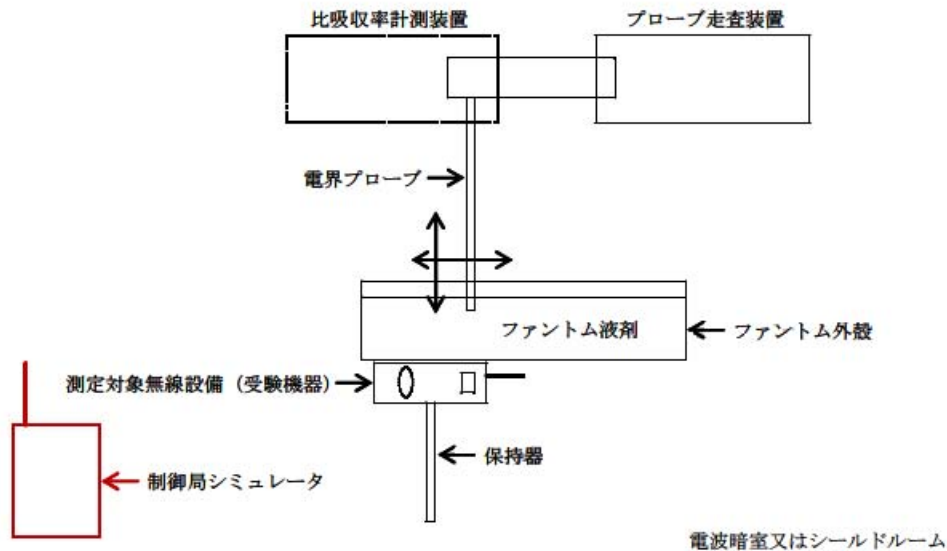 比吸収率計測装置
プローブ走査装置
電界プローブ
ファントム液剤
ファントム外殻
測定対象無線設備（受験機器）
保持器
制御局シミュレータ
電波暗室又はシールドルーム